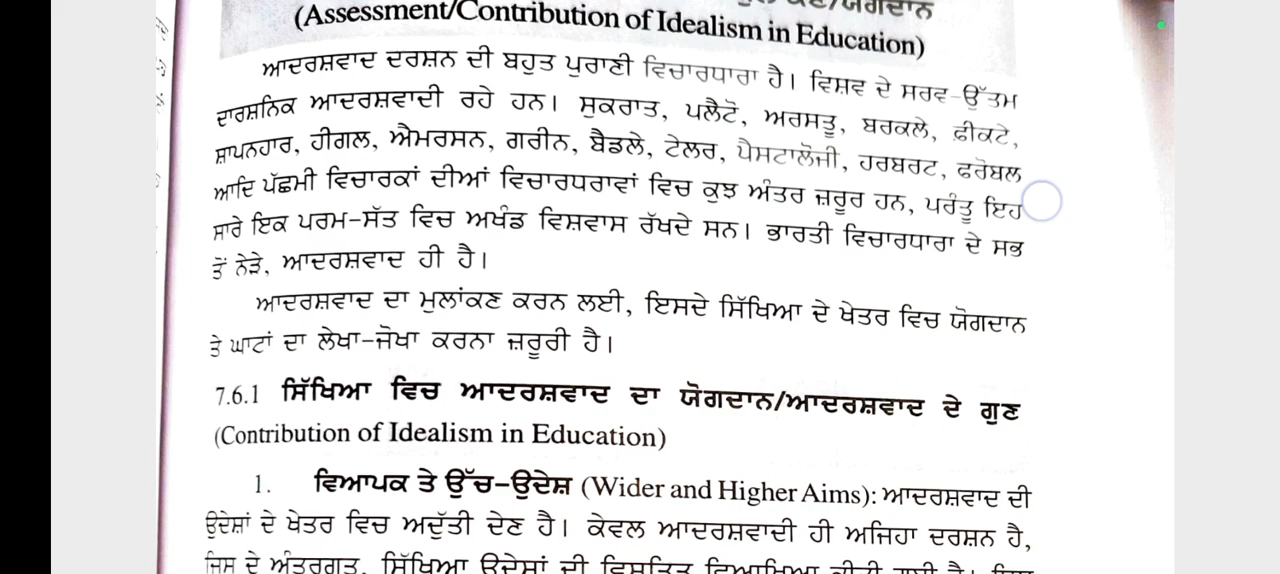 (Assessment/Contribution of Idealism in Education)
ਆਦਰਸ਼ਵਾਦ ਦਰਸ਼ਨ ਦੀ ਬਹੁਤ ਪੁਰਾਣੀ ਵਿਚਾਰਧਾਰਾ ਹੈ। ਵਿਸ਼ਵ ਦੇ ਸਰਵ-ਉੱਤਮ
ਦਾਰਸ਼ਨਿਕ ਆਦਰਸ਼ਵਾਦੀ ਰਹੇ ਹਨ। ਸੁਕਰਾਤ, ਪਲੈਟੋ, ਅਰਸਤੂ, ਬਰਕਲੇ, ਫ਼ੀਕਟੇ,
ਸ਼ਾਪਨਹਾਰ, ਹੀਗਲ, ਐਮਰਸਨ, ਗਰੀਨ, ਬੈਡਲੇ, ਟੇਲਰ, ਪੈਸਟਾਲੋਜੀ, ਹਰਬਰਟ, ਫਰੋਬਲ
ਆਦਿ ਪੱਛਮੀ ਵਿਚਾਰਕਾਂ ਦੀਆਂ ਵਿਚਾਰਧਰਾਵਾਂ ਵਿਚ ਕੁਝ ਅੰਤਰ ਜ਼ਰੂਰ ਹਨ, ਪਰੰਤੂ ਇਹ
ਸਾਰੇ ਇਕ ਪਰਮ-ਸੱਤ ਵਿਚ ਅਖੰਡ ਵਿਸ਼ਵਾਸ ਰੱਖਦੇ ਸਨ। ਭਾਰਤੀ ਵਿਚਾਰਧਾਰਾ ਦੇ ਸਭ
ਤੋਂ ਨੇੜੇ, ਆਦਰਸ਼ਵਾਦ ਹੀ ਹੈ।
ਆਦਰਸ਼ਵਾਦ ਦਾ ਮੁਲਾਂਕਣ ਕਰਨ ਲਈ, ਇਸਦੇ ਸਿੱਖਿਆ ਦੇ ਖੇਤਰ ਵਿਚ ਯੋਗਦਾਨ
ਤੇ ਘਾਟਾਂ ਦਾ ਲੇਖਾ-ਜੋਖਾ ਕਰਨਾ ਜ਼ਰੂਰੀ ਹੈ।
7.6.1 ਸਿੱਖਿਆ ਵਿਚ ਆਦਰਸ਼ਵਾਦ ਦਾ ਯੋਗਦਾਨ/ਆਦਰਸ਼ਵਾਦ ਦੇ ਗੁਣ
(Contribution of Idealism in Education)
1. ਵਿਆਪਕ ਤੇ ਉੱਚ-ਉਦੇਸ਼ (Wider and Higher Aims): ਆਦਰਸ਼ਵਾਦ ਦੀ
ਉਦੇਸ਼ਾਂ ਦੇ ਖੇਤਰ ਵਿਚ ਅਦੁੱਤੀ ਦੇਣ ਹੈ। ਕੇਵਲ ਆਦਰਸ਼ਵਾਦੀ ਹੀ ਅਜਿਹਾ ਦਰਸ਼ਨ ਹੈ,
ਜਿਸ ਦੇ ਅੰਤਰਗਤ, ਸਿੱਖਿਆ ਉਦੇਸ਼ਾਂ ਦੀ